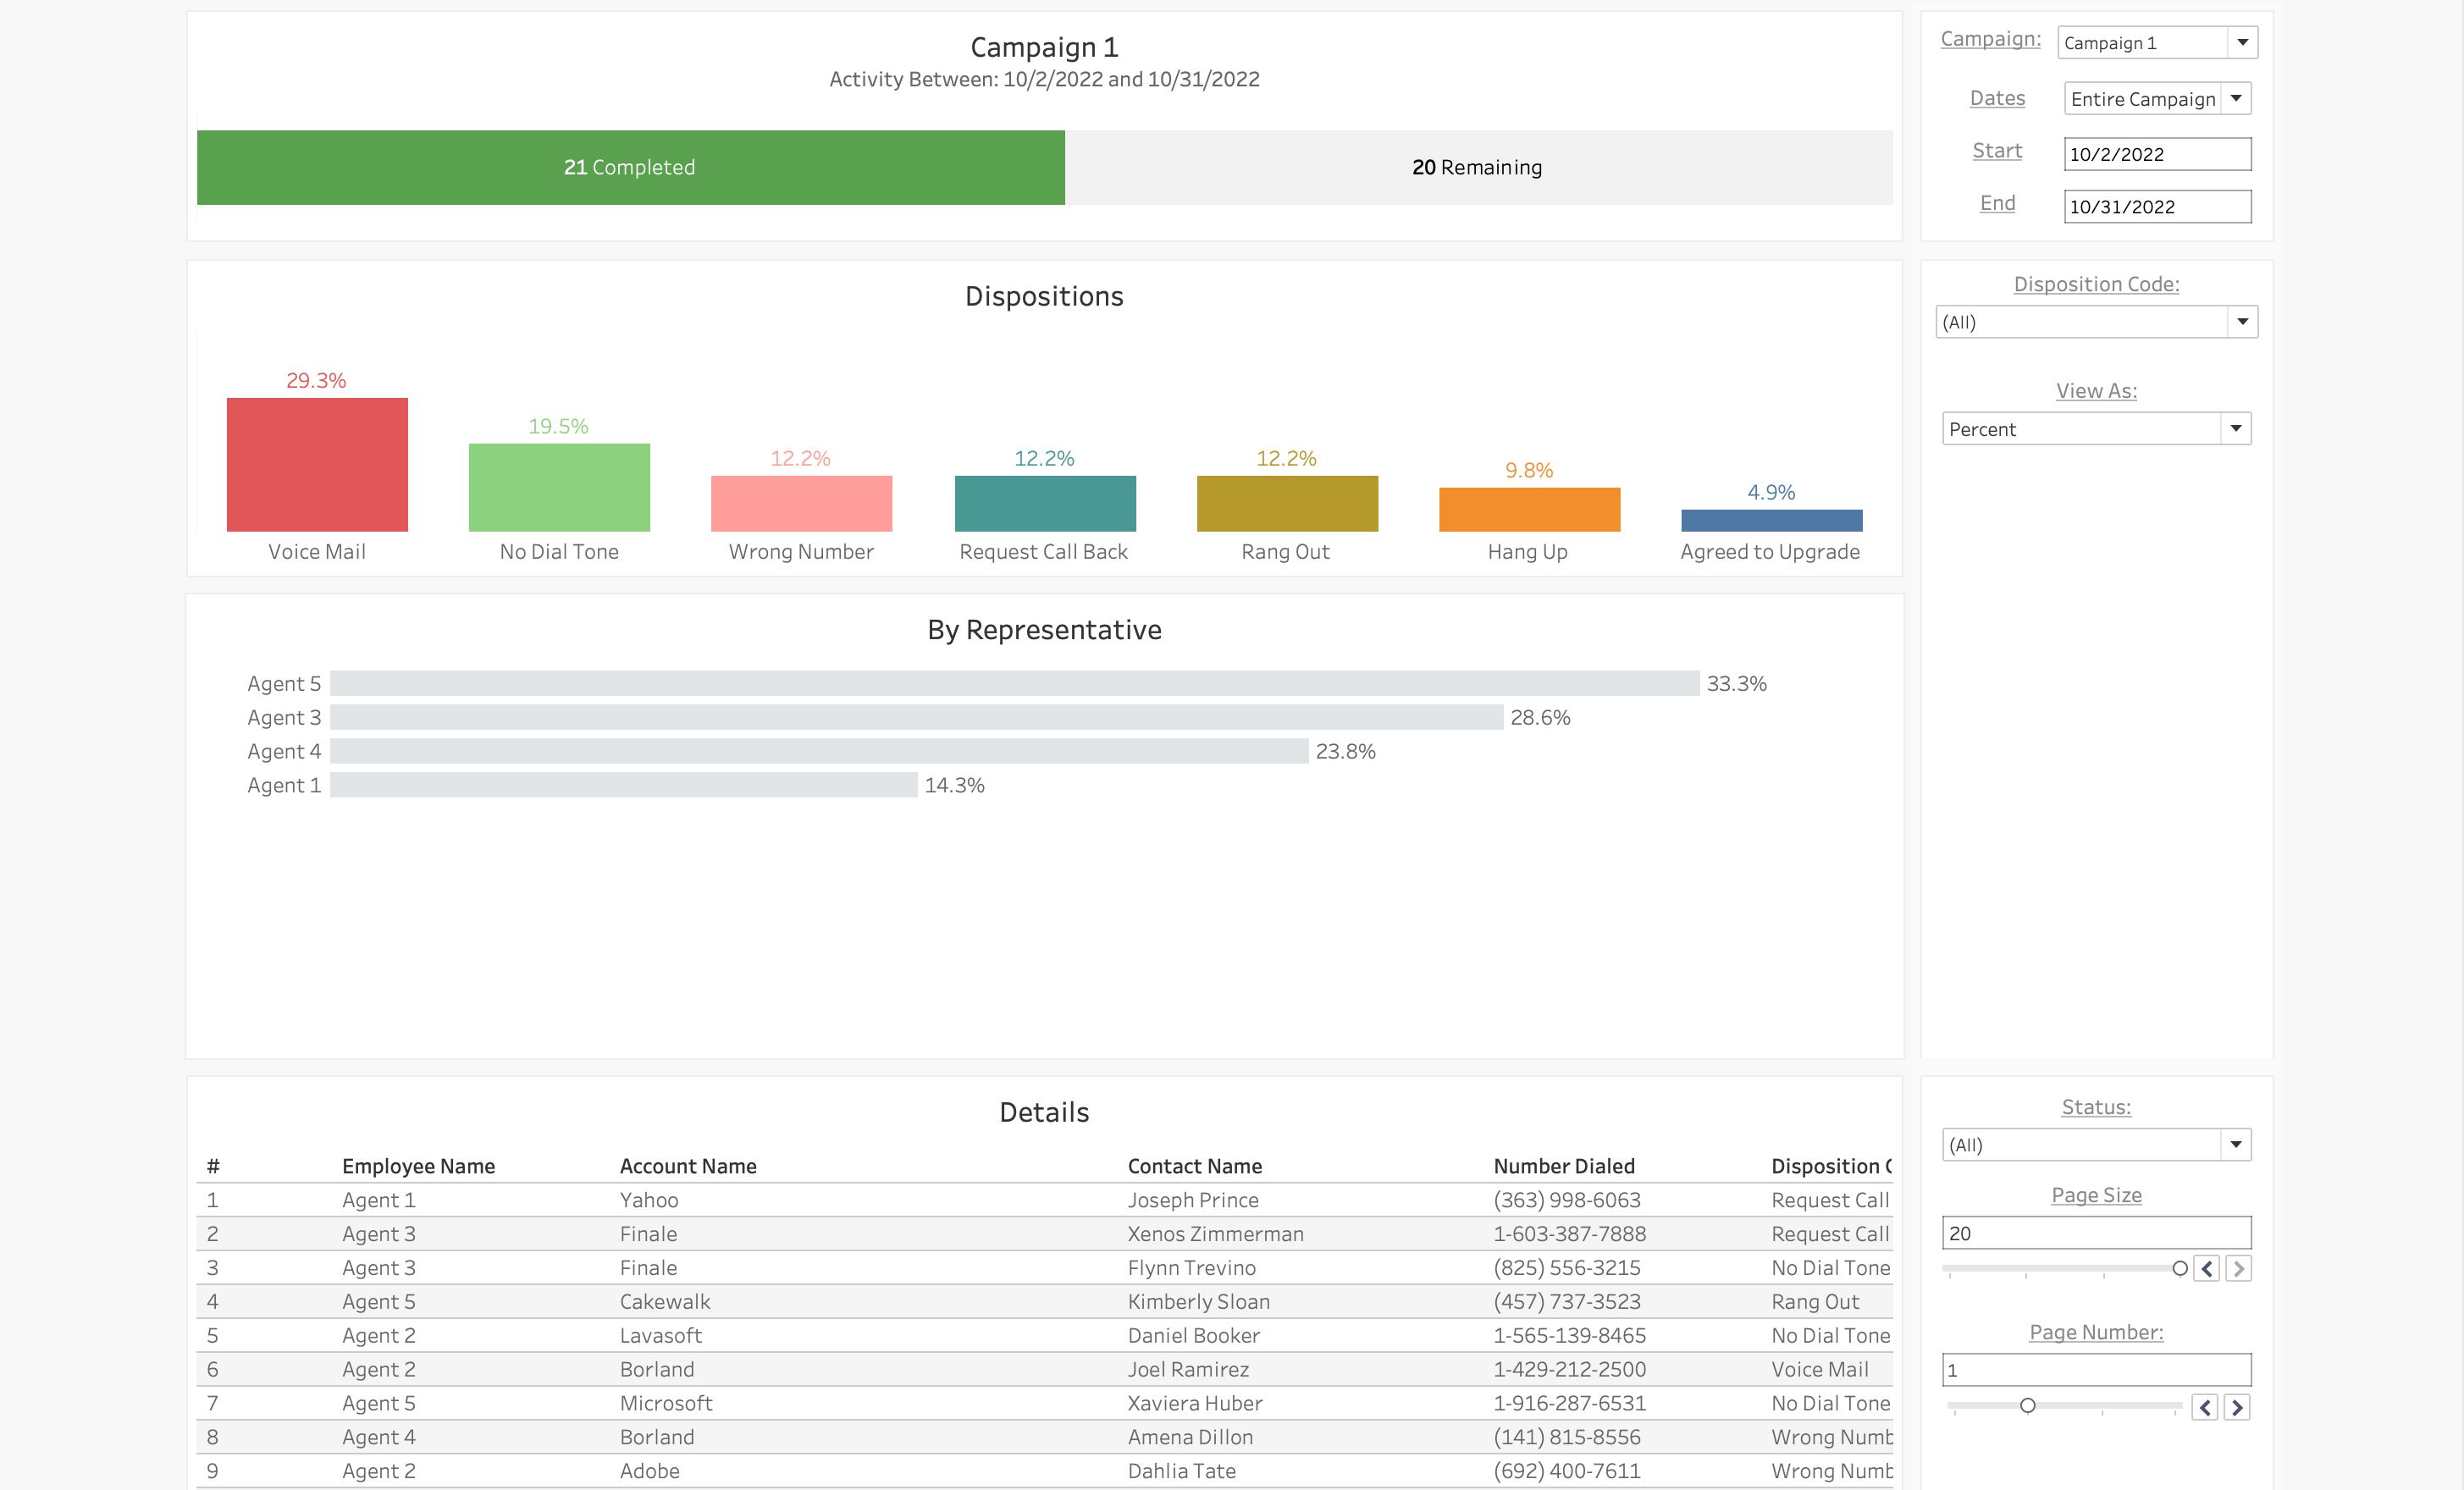 Campaign 1
Activity Between: 10/2/2022 and 10/31/2022
21 Completed
20 Remaining
Campaign:
Campaign 1
Dates
Entire Campaign
Start
10/2/2022
End
10/31/2022
Dispositions
29.3%
19.5%
12.2%
12.2%
12.2%
9.8%
4.9%
Voice Mail
No Dial Tone
Wrong Number
Request Call Back
Rang Out
Hang Up
Agreed to Upgrade
Disposition Code:
(All)
View As:
Percent
By Representative
Agent 5 33.3%
Agent 3 28.6%
Agent 4 23.8%
Agent 1 14.3%
Details
# Employee Name Account Name Contact Name Number Dialed Disposition
1 Agent 1 Yahoo Joseph Prince (363) 998-6063 Request Call
2 Agent 3 Finale Xenos Zimmerman 1-603-387-7888 Request Call
3 Agent 3 Finale Flynn Trevino (825) 556-3215 No Dial Tone
4 Agent 5 Cakewalk Kimberly Sloan (457) 737-3523 Rang Out
5 Agent 2 Lavasoft Daniel Booker 1-565-139-8465 No Dial Tone
6 Agent 2 Borland Joel Ramirez 1-429-212-2500 Voice Mail
7 Agent 5 Microsoft Xaviera Huber 1-916-287-6531 No Dial Tone
8 Agent 4 Borland Amena Dillon (141) 815-8556 Wrong Numb
9 Agent 2 Adobe Dahlia Tate (692) 400-7611 Wrong Numb
Status:
(All)
Page Size
20
Page Number:
1